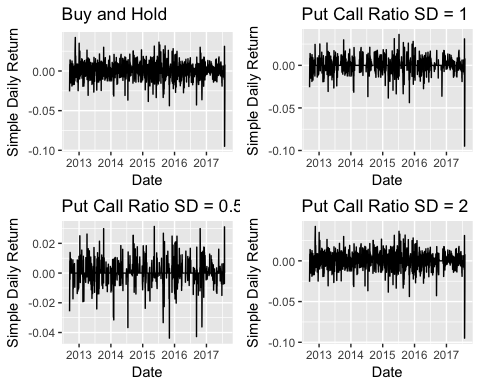 Buy and Hold
Simple Daily Return
0.00
-0.05
-0.10
2013 2014 2015 2016 2017
Date
Put Call Ratio SD = 1
Simple Daily Return
0.00
-0.05
-0.10
2013 2014 2015 2016 2017
Date
Put Call Ratio SD = 0.5
Simple Daily Return
0.02
0.00
-0.02
-0.04
2013 2014 2015 2016 2017
Date
Put Call Ratio SD = 2
Simple Daily Return
0.00
-0.05
-0.10
2013 2014 2015 2016 2017
Date